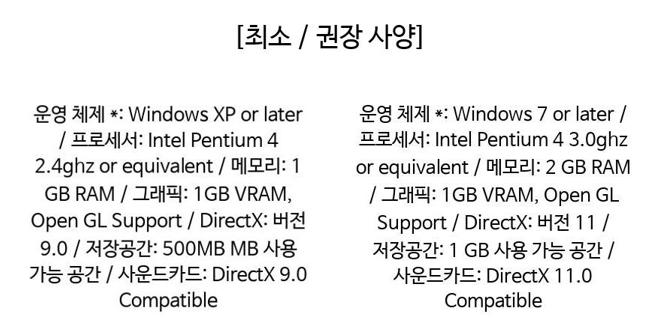 [최소 / 권장 사양]
운영 체제 *: Windows XP or later
/ 프로세서: Intel Pentium 4
2.4ghz or equivalent / 메모리: 1
GB RAM / 그래픽: 1GB VRAM,
Open GL Support / DirectX: 버전
9.0 / 저장공간: 500MB MB 사용
가능 공간 / 사운드카드: DirectX 9.0
Compatible
운영 체제 *: Windows 7 or later /
프로세서: Intel Pentium 4 3.0ghz
or equivalent / 메모리: 2 GB RAM
/ 그래픽: 1GB VRAM, Open GL
Support / DirectX: 버전 11 /
저장공간: 1 GB 사용 가능 공간 /
사운드카드: DirectX 11.0
Compatible